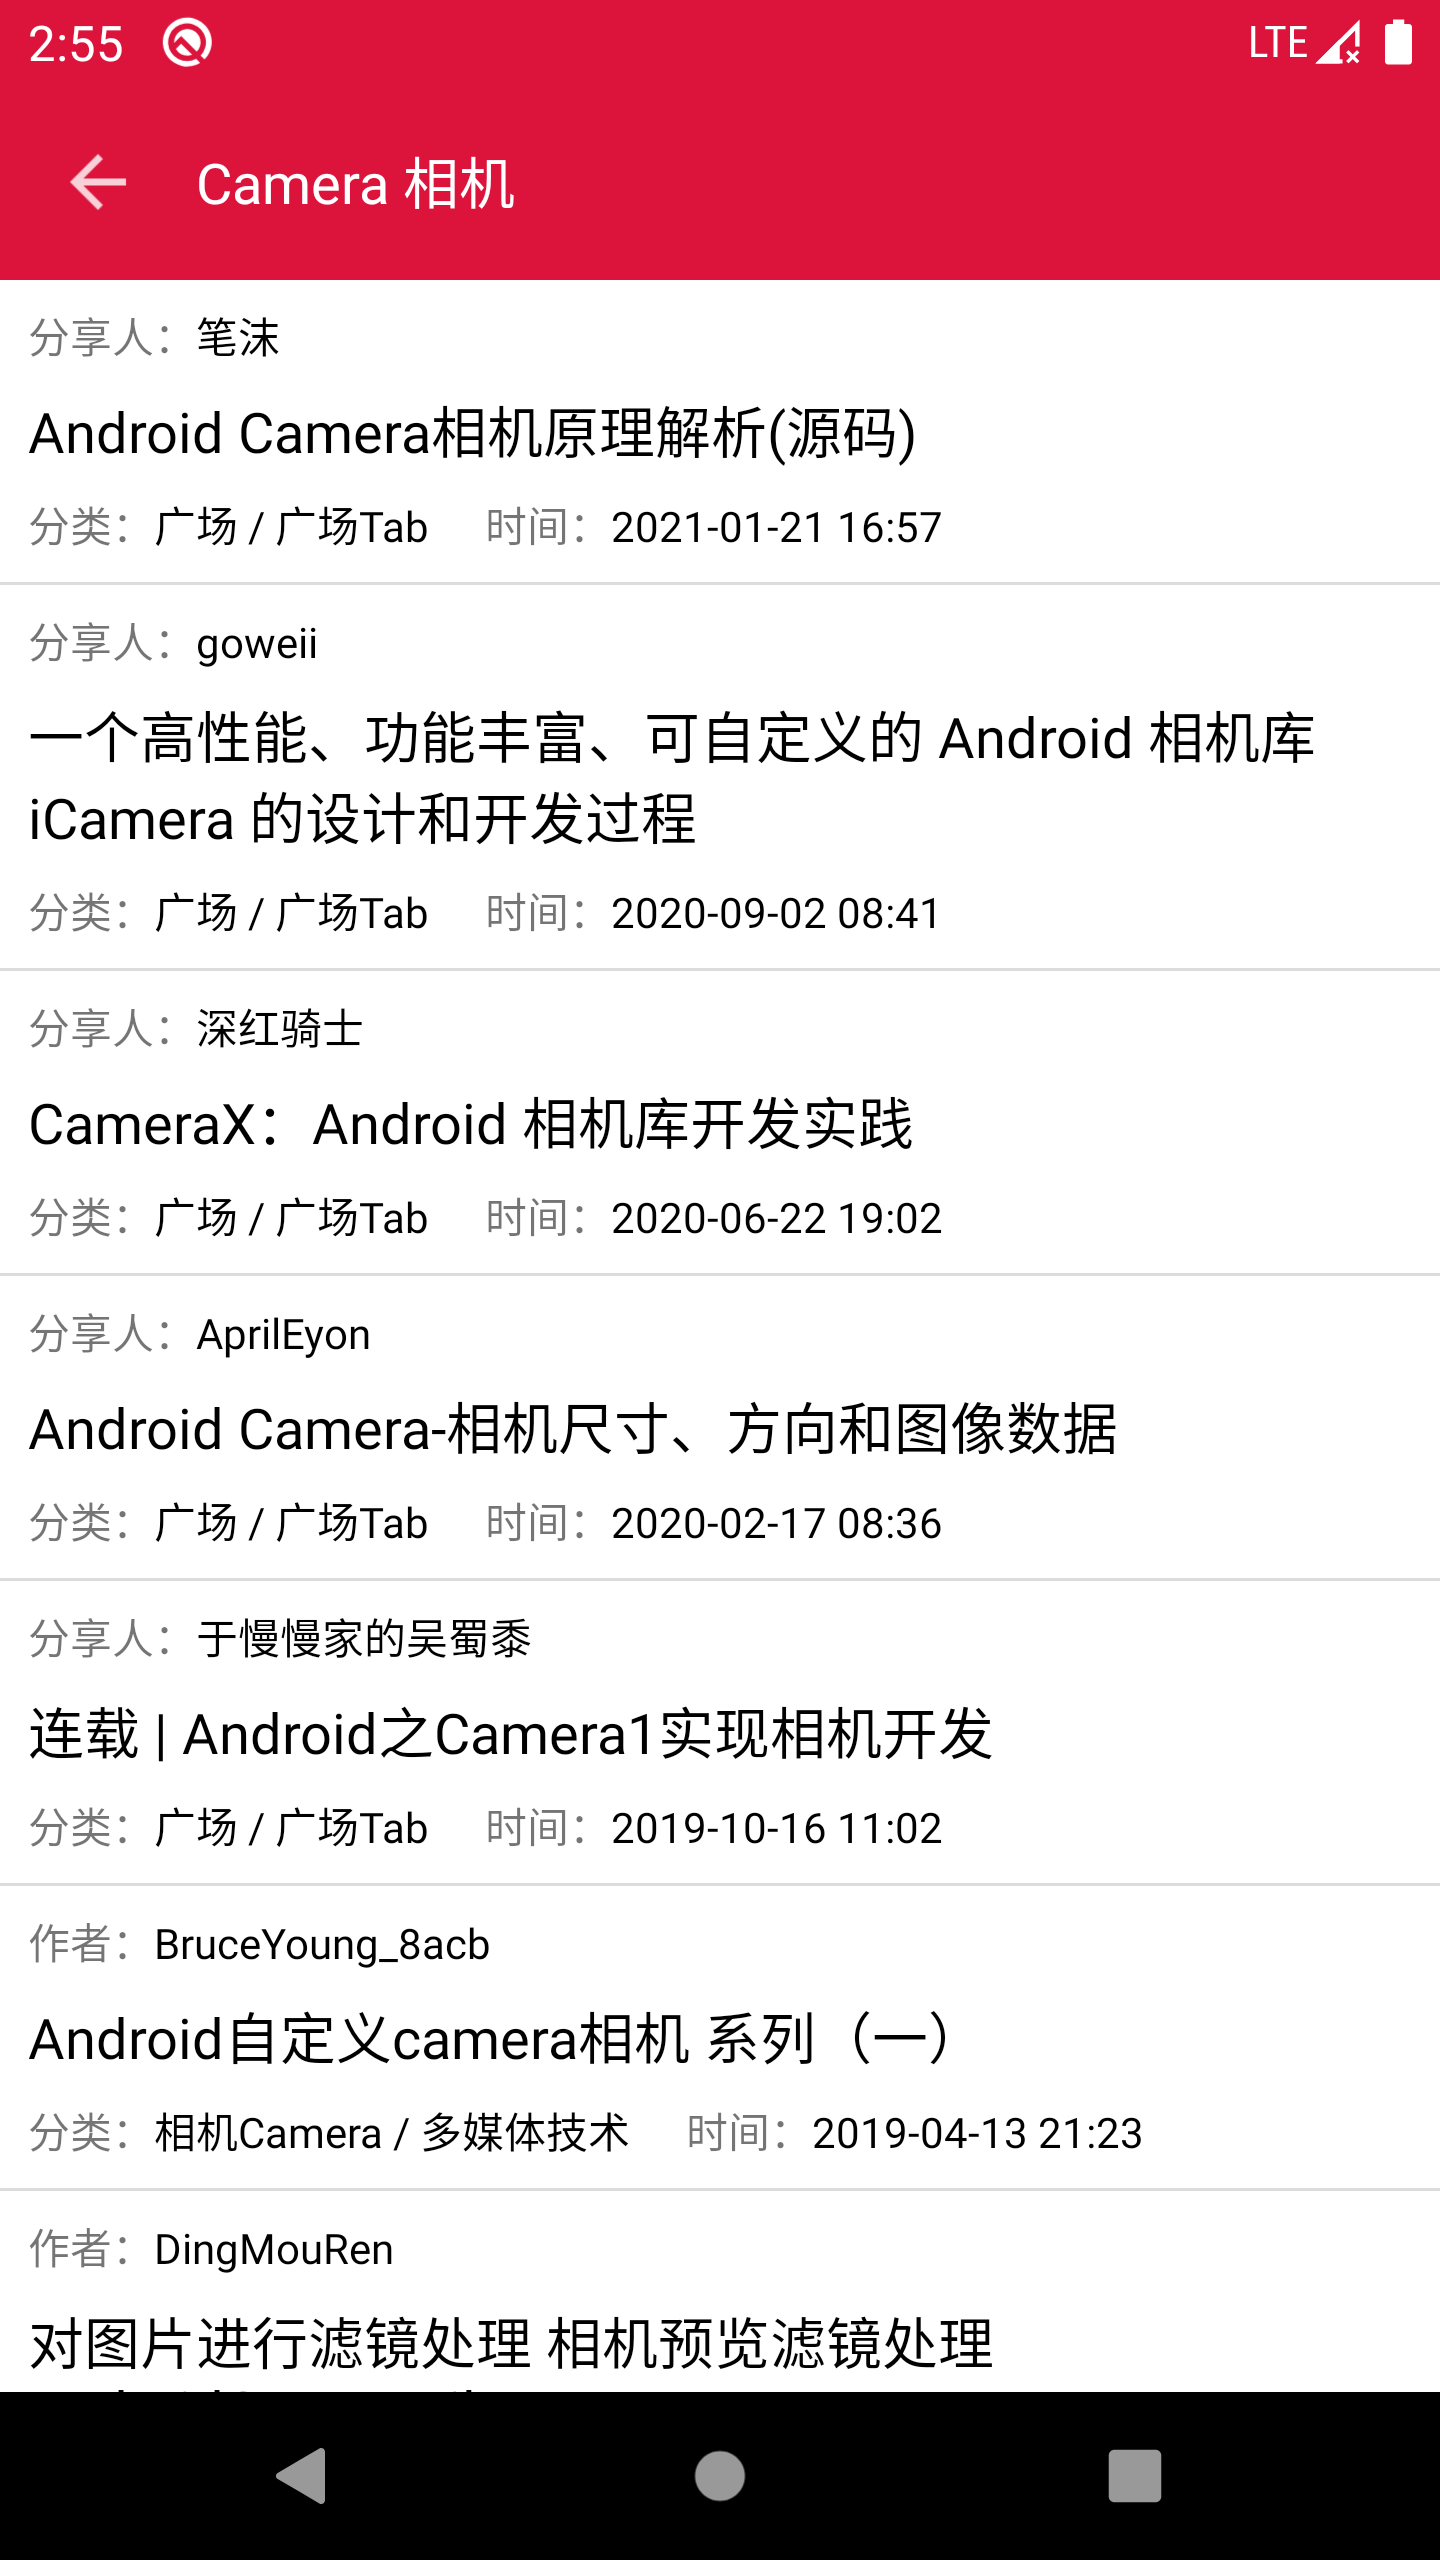 2:55
LTE
Camera 相机
分享人：笔沫
Android Camera相机原理解析(源码)
分类：广场 / 广场Tab 时间：2021-01-21 16:57
分享人：goweii
一个高性能、功能丰富、可自定义的 Android 相机库
iCamera 的设计和开发过程
分类：广场 / 广场Tab 时间：2020-09-02 08:41
分享人：深红骑士
CameraX：Android 相机库开发实践
分类：广场 / 广场Tab 时间：2020-06-22 19:02
分享人：AprilEyon
Android Camera-相机尺寸、方向和图像数据
分类：广场 / 广场Tab 时间：2020-02-17 08:36
分享人：于慢慢家的吴蜀黍
连载 | Android之Camera1实现相机开发
分类：广场 / 广场Tab 时间：2019-10-16 11:02
作者：BruceYoung_8acb
Android自定义camera相机 系列（一）
分类：相机Camera / 多媒体技术 时间：2019-04-13 21:23
作者：DingMouRen
对图片进行滤镜处理 相机预览滤镜处理